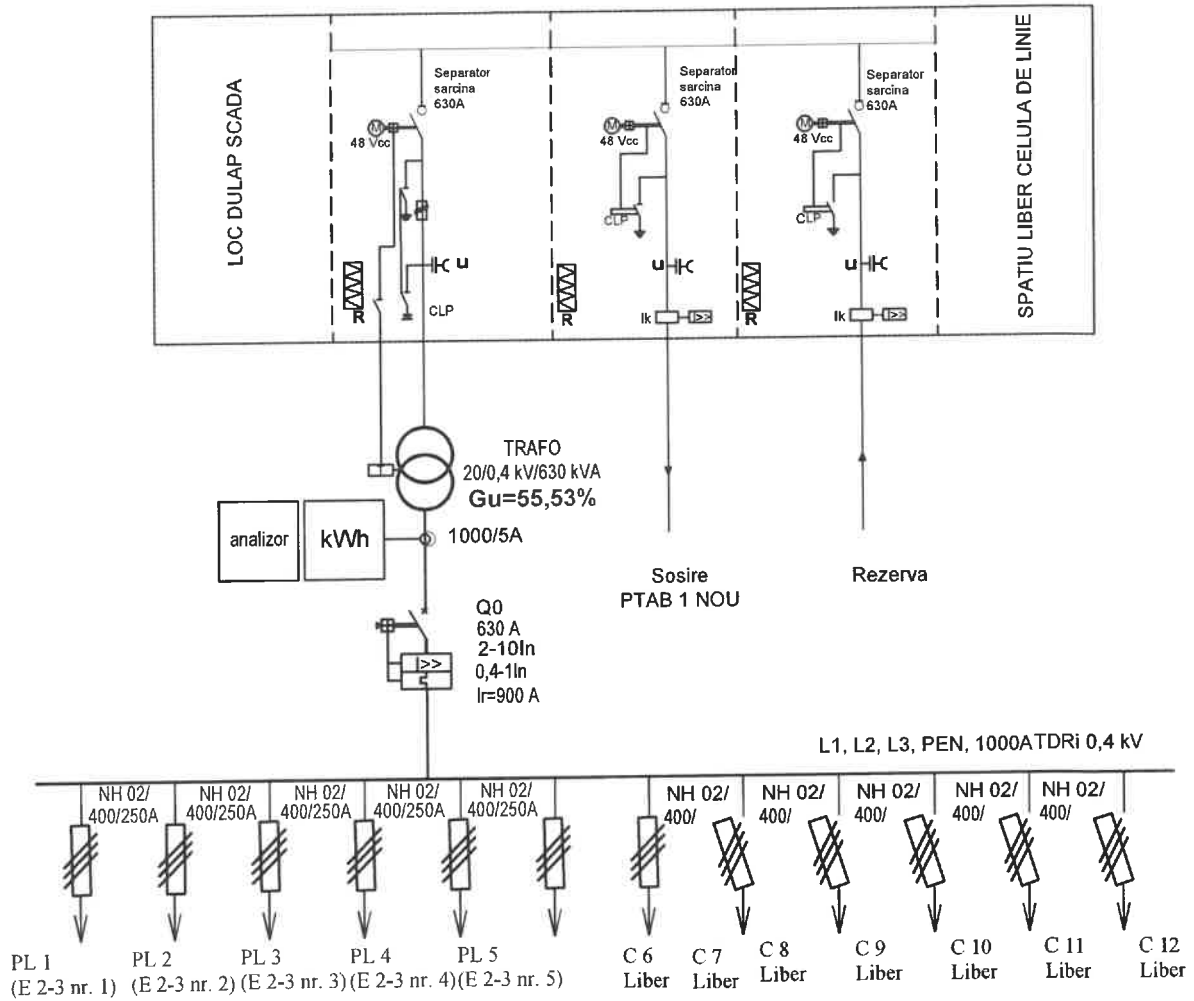 LOC DULAP SCADA
Separator
sarcina
630A
M
48 Vcc
u
CLP
R
Separator
sarcina
630A
M
48 Vcc
CLP
u
R
Ik
I>>
Separator
sarcina
630A
M
48 Vcc
CLP
u
R
Ik
I>>
SPATIU LIBER CELULA DE LINIE
TRAFO
20/0,4 kV/630 kVA
Gu=55,53%
analizor
kWh
1000/5A
Sosire
PTAB 1 NOU
Rezerva
Q0
630 A
2-10In
0,4-1In
Ir=900 A
I>>
L1, L2, L3, PEN, 1000ATDRi 0,4 kV
NH 02/
400/250A
NH 02/
400/250A
NH 02/
400/250A
NH 02/
400/250A
NH 02/
400/250A
NH 02/
400/
NH 02/
400/
NH 02/
400/
NH 02/
400/
NH 02/
400/
PL 1
(E 2-3 nr. 1)
PL 2
(E 2-3 nr. 2)
PL 3
(E 2-3 nr. 3)
PL 4
(E 2-3 nr. 4)
PL 5
(E 2-3 nr. 5)
C 6
Liber
C 7
Liber
C 8
Liber
C 9
Liber
C 10
Liber
C 11
Liber
C 12
Liber